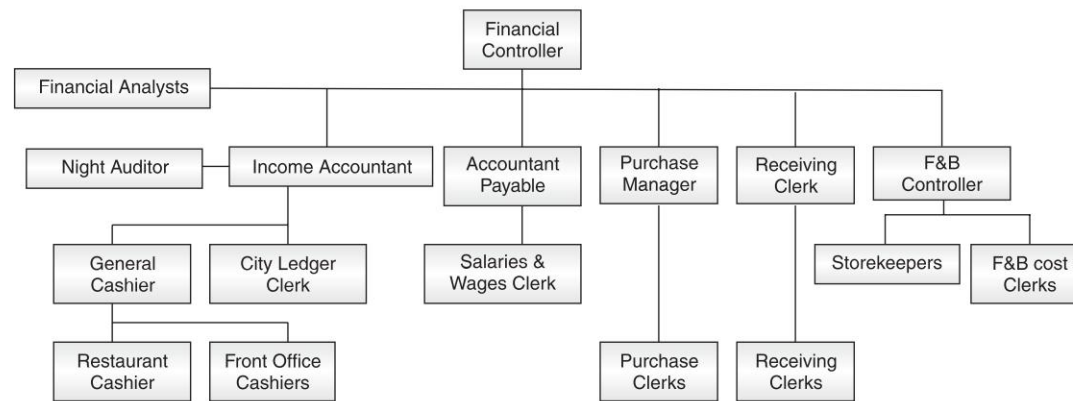 Financial
Controller
Financial Analysts
Night Auditor
Income Accountant
Accountant
Payable
Purchase
Manager
Receiving
Clerk
F&B
Controller
General
Cashier
City Ledger
Clerk
Salaries &
Wages Clerk
Storekeepers
F&B cost
Clerks
Restaurant
Cashier
Front Office
Cashiers
Purchase
Clerks
Receiving
Clerks